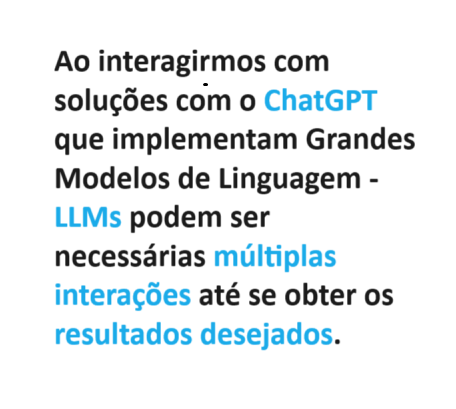 Ao interagirmos com
soluções com o ChatGPT
que implementam Grandes
Modelos de Linguagem -
LLMs podem ser
necessárias múltiplas
interações até se obter os
resultados desejados.